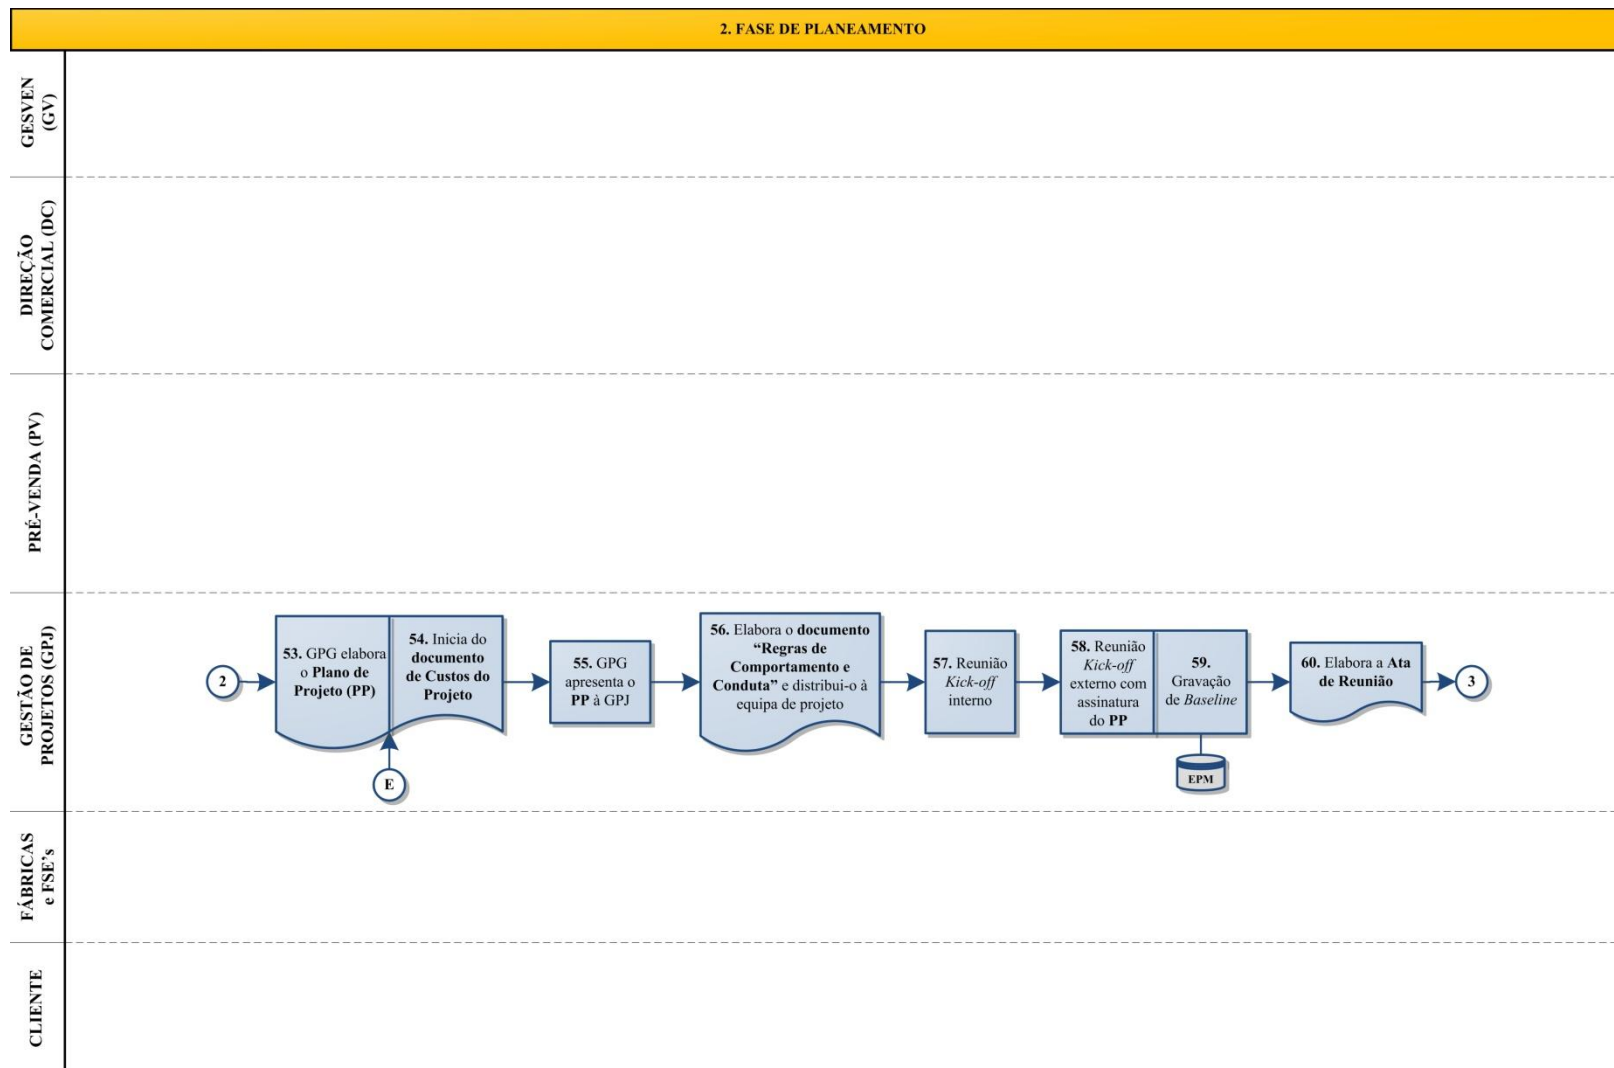 2. FASE DE PLANEAMENTO
GESVEN
(GV)
DIREÇÃO
COMERCIAL (DC)
PRÉ-VENDA (PV)
GESTÃO DE
PROJETOS (GPJ)
2
53. GPG elabora
o Plano de
Projeto (PP)
54. Inicia do
documento
de Custos do
Projeto
E
55. GPG
apresenta o
PP à GPJ
56. Elabora o documento
“Regras de
Comportamento e
Conduta” e distribui-o à
equipa de projeto
57. Reunião
Kick-off
interno
58. Reunião
Kick-off
externo com
assinatura
do PP
59.
Gravação
de Baseline
EPM
60. Elabora a Ata
de Reunião
3
FÁBRICAS
e FSE’s
CLIENTE